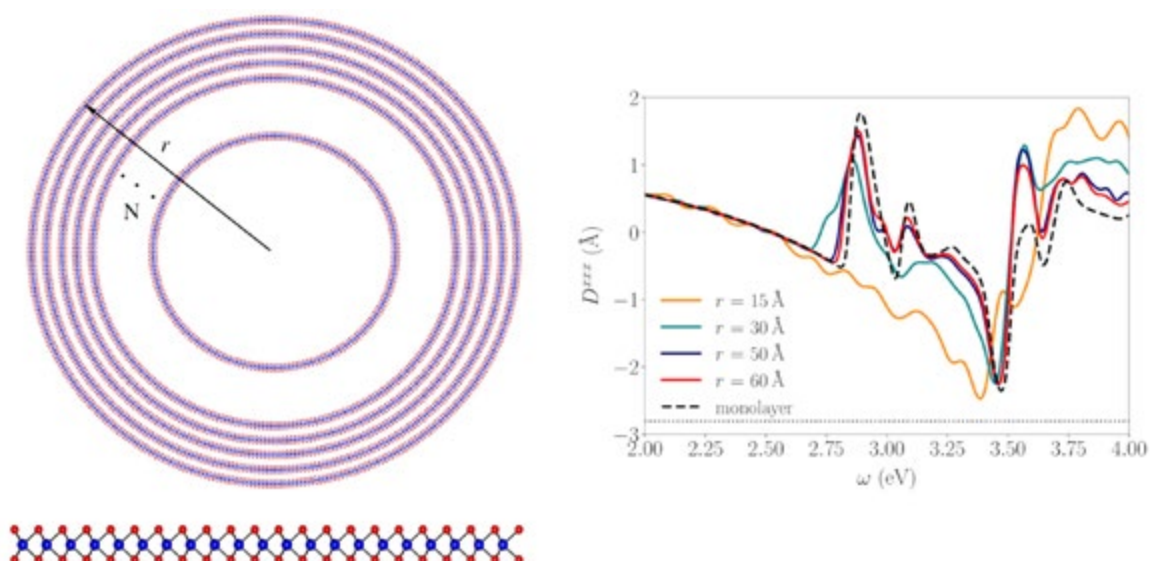 r
N
2
1
0
−1
−2
−3
D^{xxx} (Å)
r = 15 Å
r = 30 Å
r = 50 Å
r = 60 Å
monolayer
2.00 2.25 2.50 2.75 3.00 3.25 3.50 3.75 4.00
ω (eV)